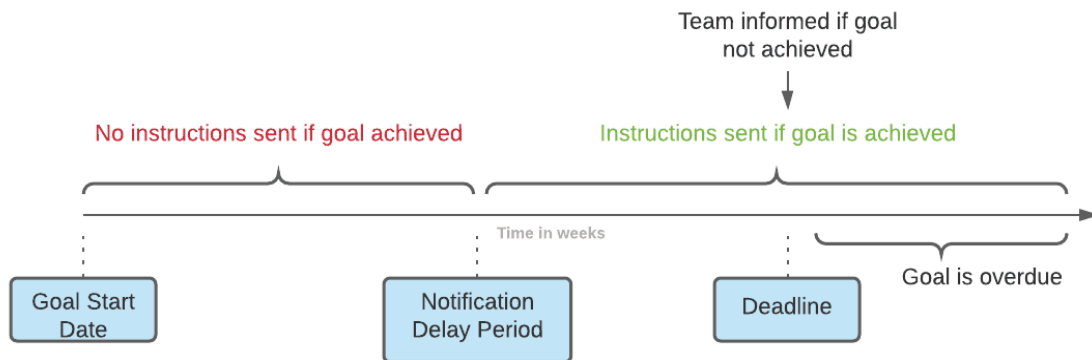 Team informed if goal
not achieved
No instructions sent if goal achieved
Instructions sent if goal is achieved
Time in weeks
Goal is overdue
Goal Start
Date
Notification
Delay Period
Deadline